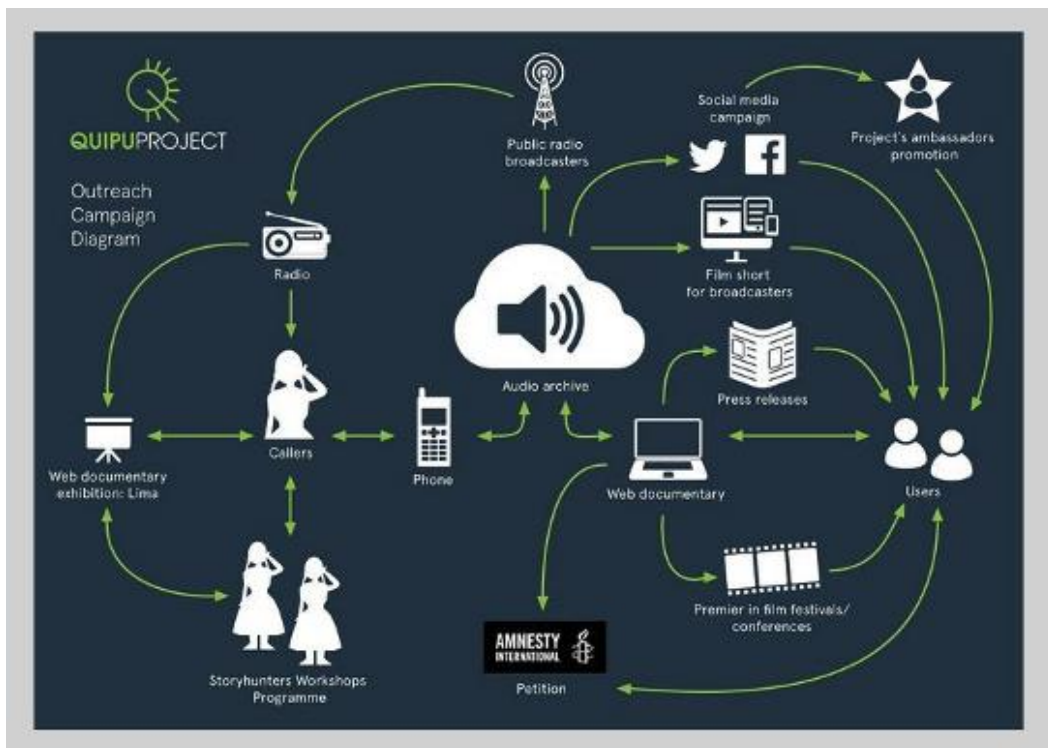 QUIPUPROJECT
Outreach
Campaign
Diagram
Public radio
broadcasters
Social media
campaign
Project's ambassadors
promotion
Radio
Film short
for broadcasters
Audio archive
Press releases
Callers
Phone
Web documentary
exhibition: Lima
Web documentary
Users
Premier in film festivals/
conferences
AMNESTY
INTERNATIONAL
Petition
Storyhunters Workshops
Programme